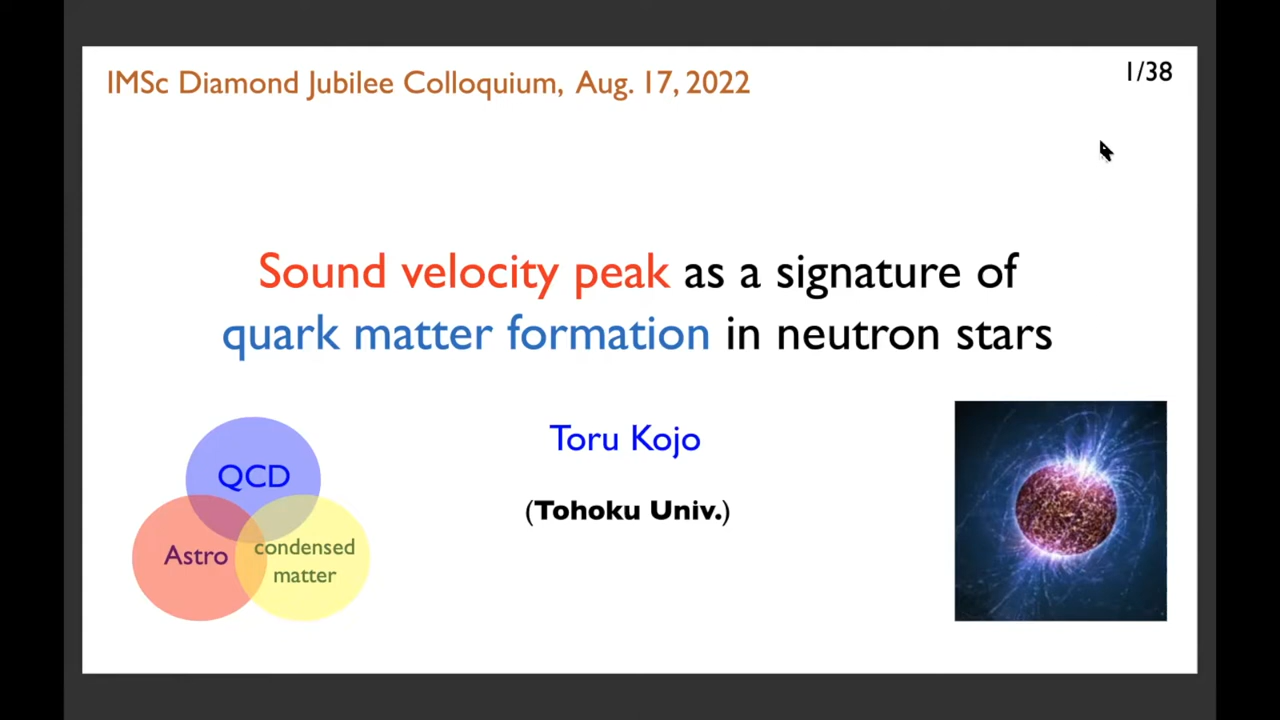 IMSc Diamond Jubilee Colloquium, Aug. 17, 2022
1/38
Sound velocity peak as a signature of
quark matter formation in neutron stars
Toru Kojo
(Tohoku Univ.)
QCD
Astro
condensed
matter